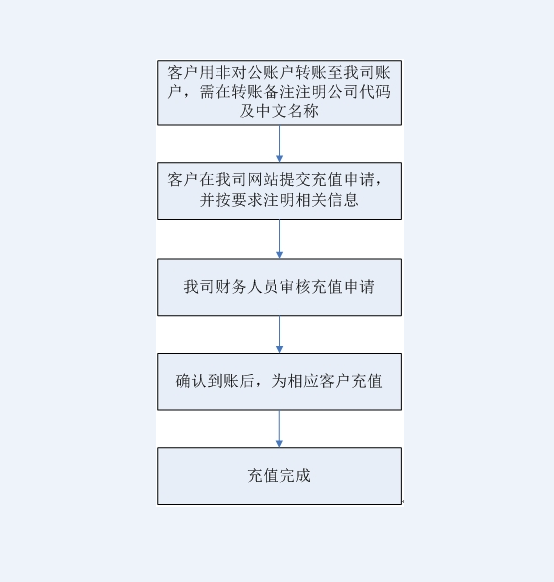 客户用非对公账户转账至我司账
户，需在转账备注注明公司代码
及中文名称
客户在我司网站提交充值申请，
并按要求注明相关信息
我司财务人员审核充值申请
确认到账后，为相应客户充值
充值完成